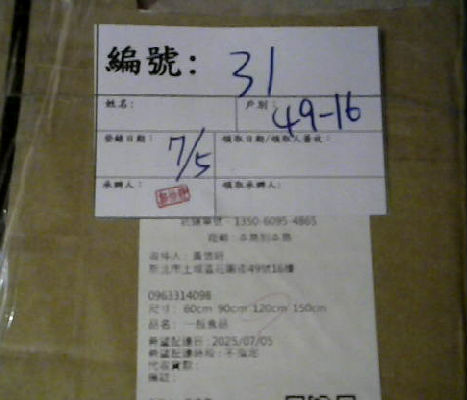 編號: 31
姓名: 戶別: 49-16
登錄日期: 7/5 領取日期/領取人簽收:
承辦人: 領取承辦人:
託運單號: 1350-6095-4865
收件人:
0963314098
尺寸: 60cm 90cm 120cm 150cm
品名: 一般食品
希望配達日: 2025/07/05
希望配達時段: 不指定
代收貨款:
備註: